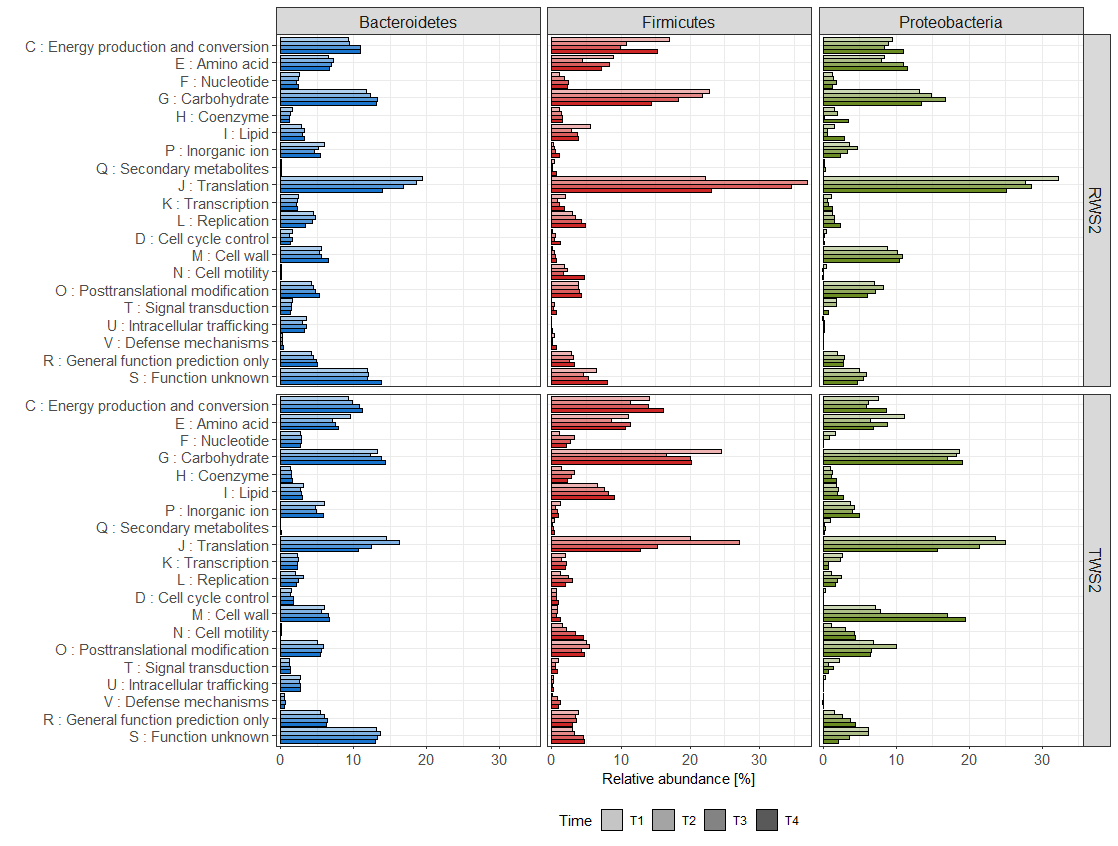 Bacteroidetes Firmicutes Proteobacteria
C : Energy production and conversion
E : Amino acid
F : Nucleotide
G : Carbohydrate
H : Coenzyme
I : Lipid
P : Inorganic ion
Q : Secondary metabolites
J : Translation
K : Transcription
L : Replication
D : Cell cycle control
M : Cell wall
N : Cell motility
O : Posttranslational modification
T : Signal transduction
U : Intracellular trafficking
V : Defense mechanisms
R : General function prediction only
S : Function unknown
RWS2
C : Energy production and conversion
E : Amino acid
F : Nucleotide
G : Carbohydrate
H : Coenzyme
I : Lipid
P : Inorganic ion
Q : Secondary metabolites
J : Translation
K : Transcription
L : Replication
D : Cell cycle control
M : Cell wall
N : Cell motility
O : Posttranslational modification
T : Signal transduction
U : Intracellular trafficking
V : Defense mechanisms
R : General function prediction only
S : Function unknown
TWS2
0 10 20 30 0 10 20 30 0 10 20 30
Relative abundance [%]
Time T1 T2 T3 T4